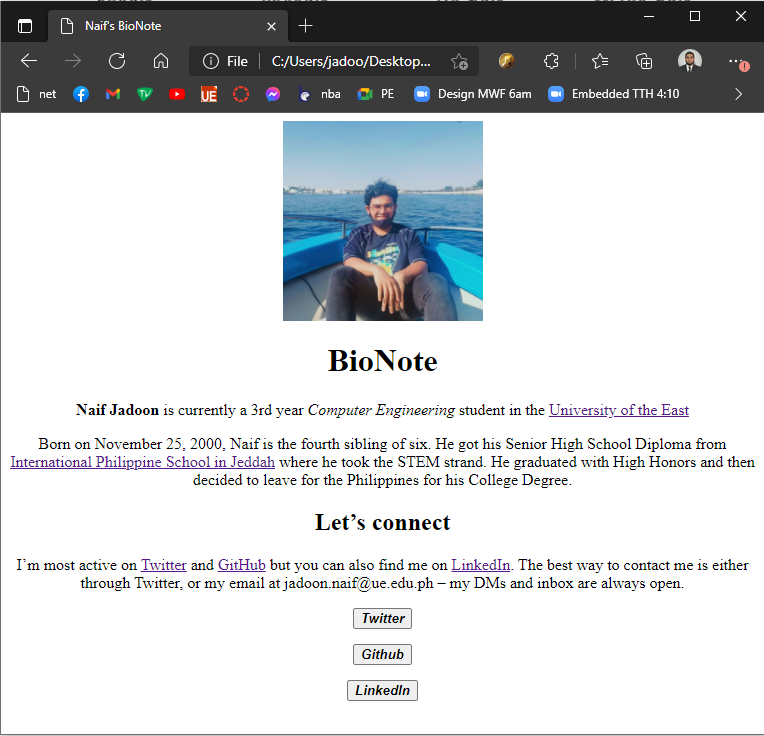 Naif's BioNote
File C:/Users/jadoo/Desktop...
net TV UE nba PE Design MWF 6am Embedded TTH 4:10
BioNote
Naif Jadoon is currently a 3rd year Computer Engineering student in the University of the East
Born on November 25, 2000, Naif is the fourth sibling of six. He got his Senior High School Diploma from
International Philippine School in Jeddah where he took the STEM strand. He graduated with High Honors and then
decided to leave for the Philippines for his College Degree.
Let’s connect
I’m most active on Twitter and GitHub but you can also find me on LinkedIn. The best way to contact me is either
through Twitter, or my email at jadoon.naif@ue.edu.ph – my DMs and inbox are always open.
Twitter
Github
LinkedIn